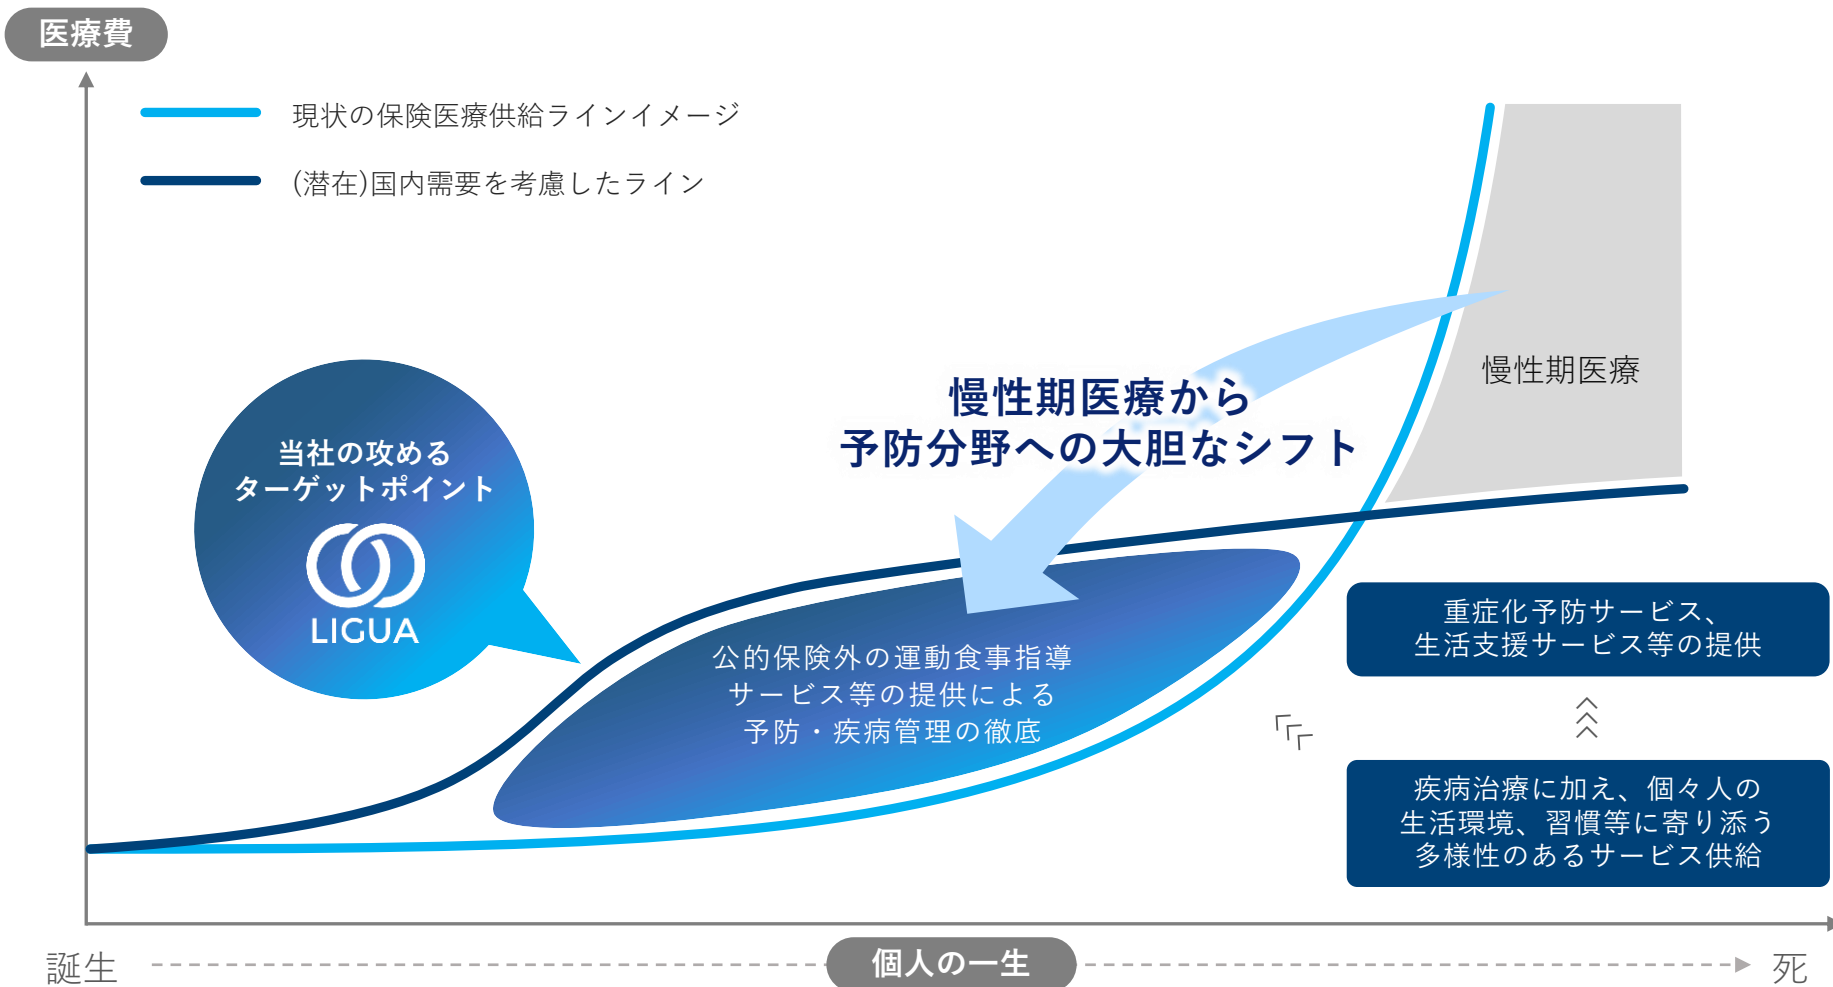 医療費
現状の保険医療供給ラインイメージ
(潜在)国内需要を考慮したライン
慢性期医療
慢性期医療から
予防分野への大胆なシフト
当社の攻める
ターゲットポイント
LIGUA
公的保険外の運動食事指導
サービス等の提供による
予防・疾病管理の徹底
重症化予防サービス、
生活支援サービス等の提供
疾病治療に加え、個々人の
生活環境、習慣等に寄り添う
多様性のあるサービス供給
誕生
個人の一生
死